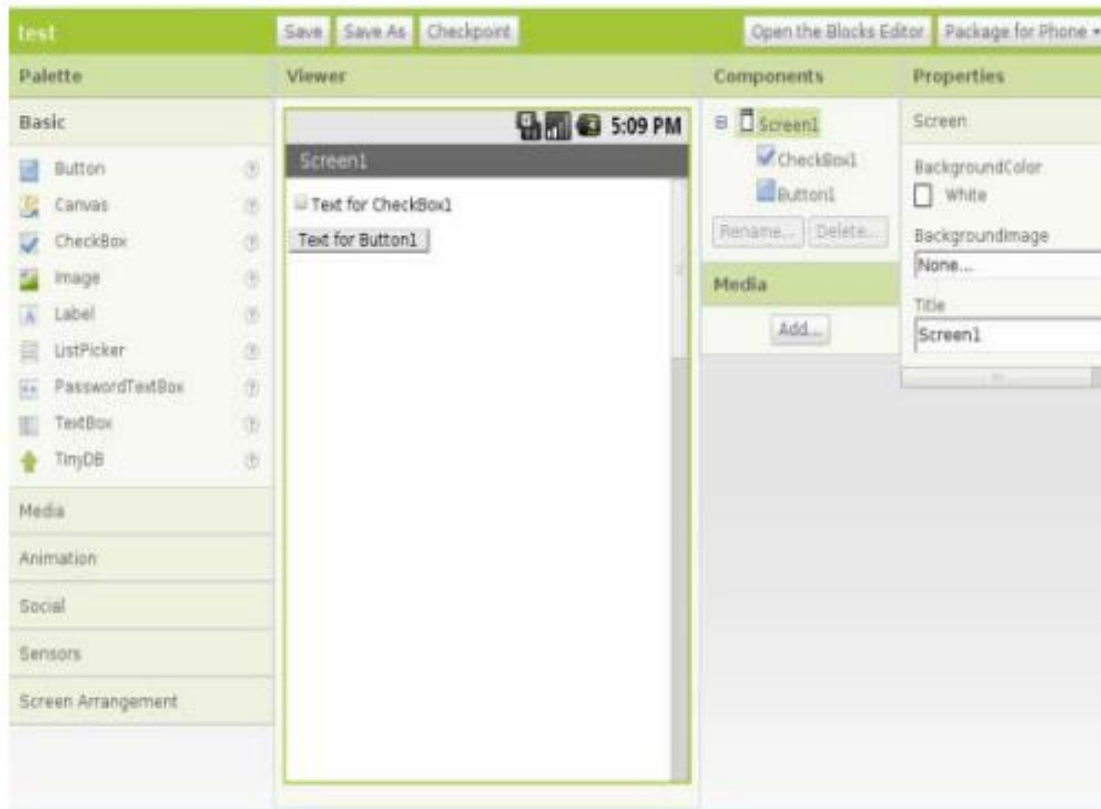 test
Save
Save As
Checkpoint
Open the Blocks Editor
Package for Phone
Palette
Basic
Button
Canvas
CheckBox
Image
Label
ListPicker
PasswordTextBox
TextBox
TinyDB
Media
Animation
Social
Sensors
Screen Arrangement
Viewer
5:09 PM
Screen1
Text for CheckBox1
Text for Button1
Components
Screen1
CheckBox1
Button1
Rename...
Delete...
Media
Add...
Properties
Screen
BackgroundColor
White
BackgroundImage
None...
Title
Screen1